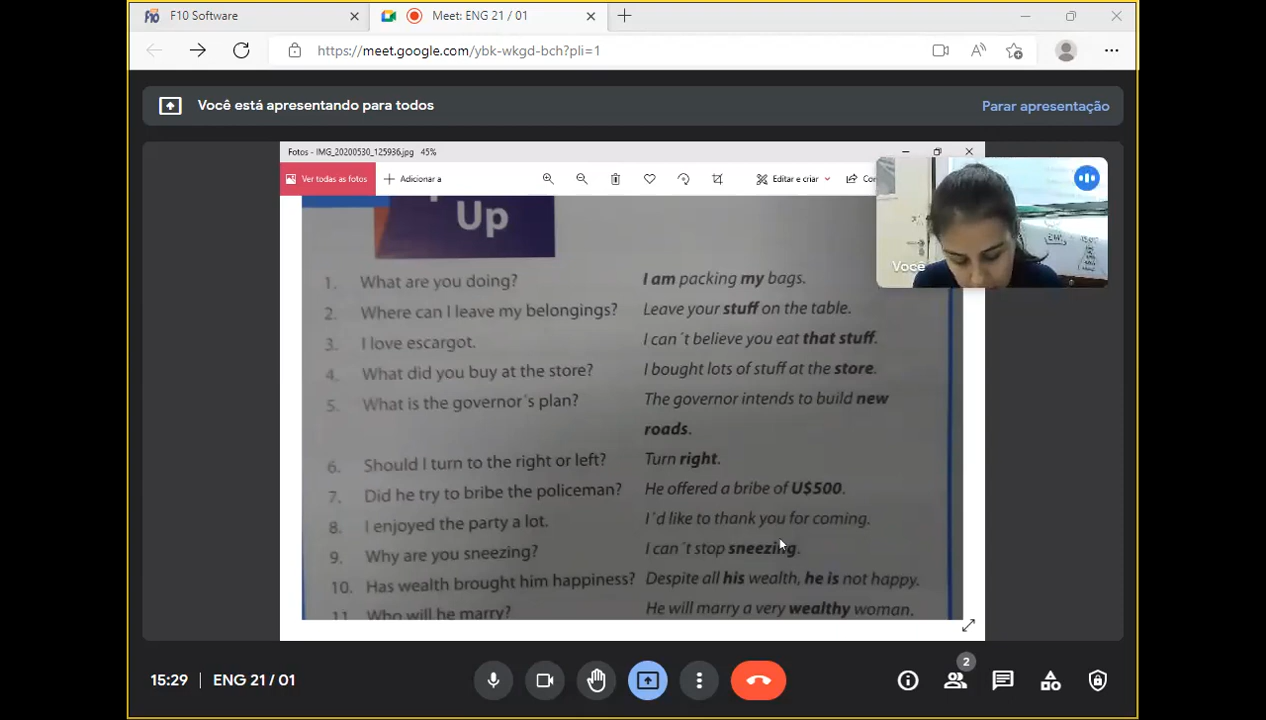 F10 Software
Meet: ENG 21 / 01
https://meet.google.com/ybk-wkgd-bch?pli=1
Você está apresentando para todos
Parar apresentação
Fotos - IMG_20200530_125936.jpg 45%
Ver todas as fotos
Adicionar a
Editar e criar
Up
Você
1. What are you doing? I am packing my bags.
2. Where can I leave my belongings? Leave your stuff on the table.
3. I love escargot. I can´t believe you eat that stuff.
4. What did you buy at the store? I bought lots of stuff at the store.
5. What is the governor´s plan? The governor intends to build new
roads.
6. Should I turn to the right or left? Turn right.
7. Did he try to bribe the policeman? He offered a bribe of U$500.
8. I enjoyed the party a lot. I´d like to thank you for coming.
9. Why are you sneezing? I can´t stop sneezing.
10. Has wealth brought him happiness? Despite all his wealth, he is not happy.
11. Who will he marry? He will marry a very wealthy woman.
15:29 ENG 21 / 01
2